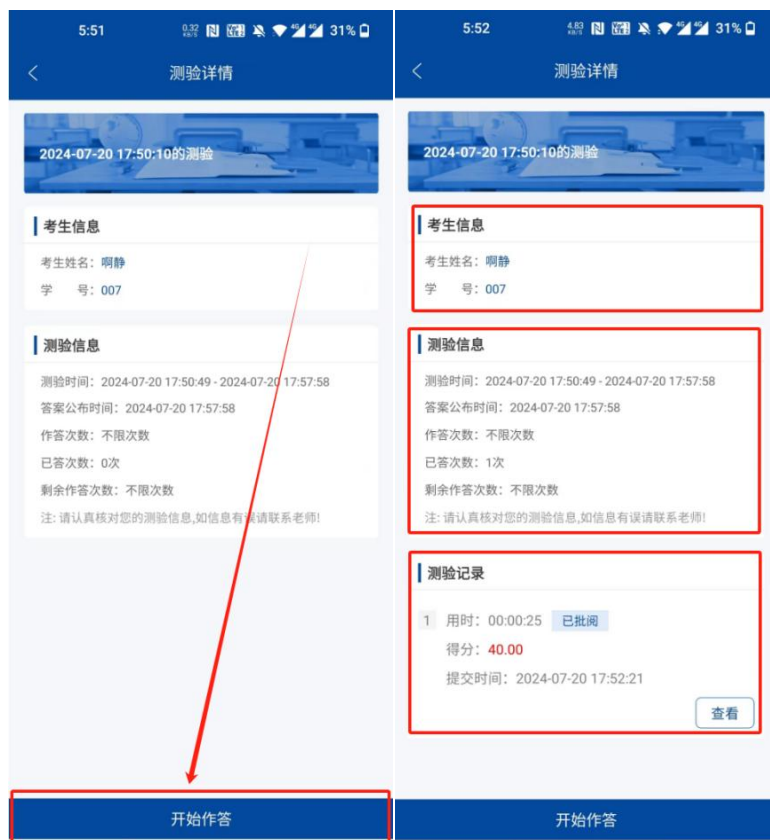 5:51
0.32 KB/S 4G 4G 31%
测验详情
2024-07-20 17:50:10的测验
考生信息
考生姓名：啊静
学 号：007
测验信息
测验时间：2024-07-20 17:50:49 - 2024-07-20 17:57:58
答案公布时间：2024-07-20 17:57:58
作答次数：不限次数
已答次数：0次
剩余作答次数：不限次数
注: 请认真核对您的测验信息,如信息有误请联系老师!
开始作答
5:52
4.83 KB/S 4G 4G 31%
测验详情
2024-07-20 17:50:10的测验
考生信息
考生姓名：啊静
学 号：007
测验信息
测验时间：2024-07-20 17:50:49 - 2024-07-20 17:57:58
答案公布时间：2024-07-20 17:57:58
作答次数：不限次数
已答次数：1次
剩余作答次数：不限次数
注: 请认真核对您的测验信息,如信息有误请联系老师!
测验记录
1 用时：00:00:25 已批阅
得分：40.00
提交时间：2024-07-20 17:52:21
查看
开始作答